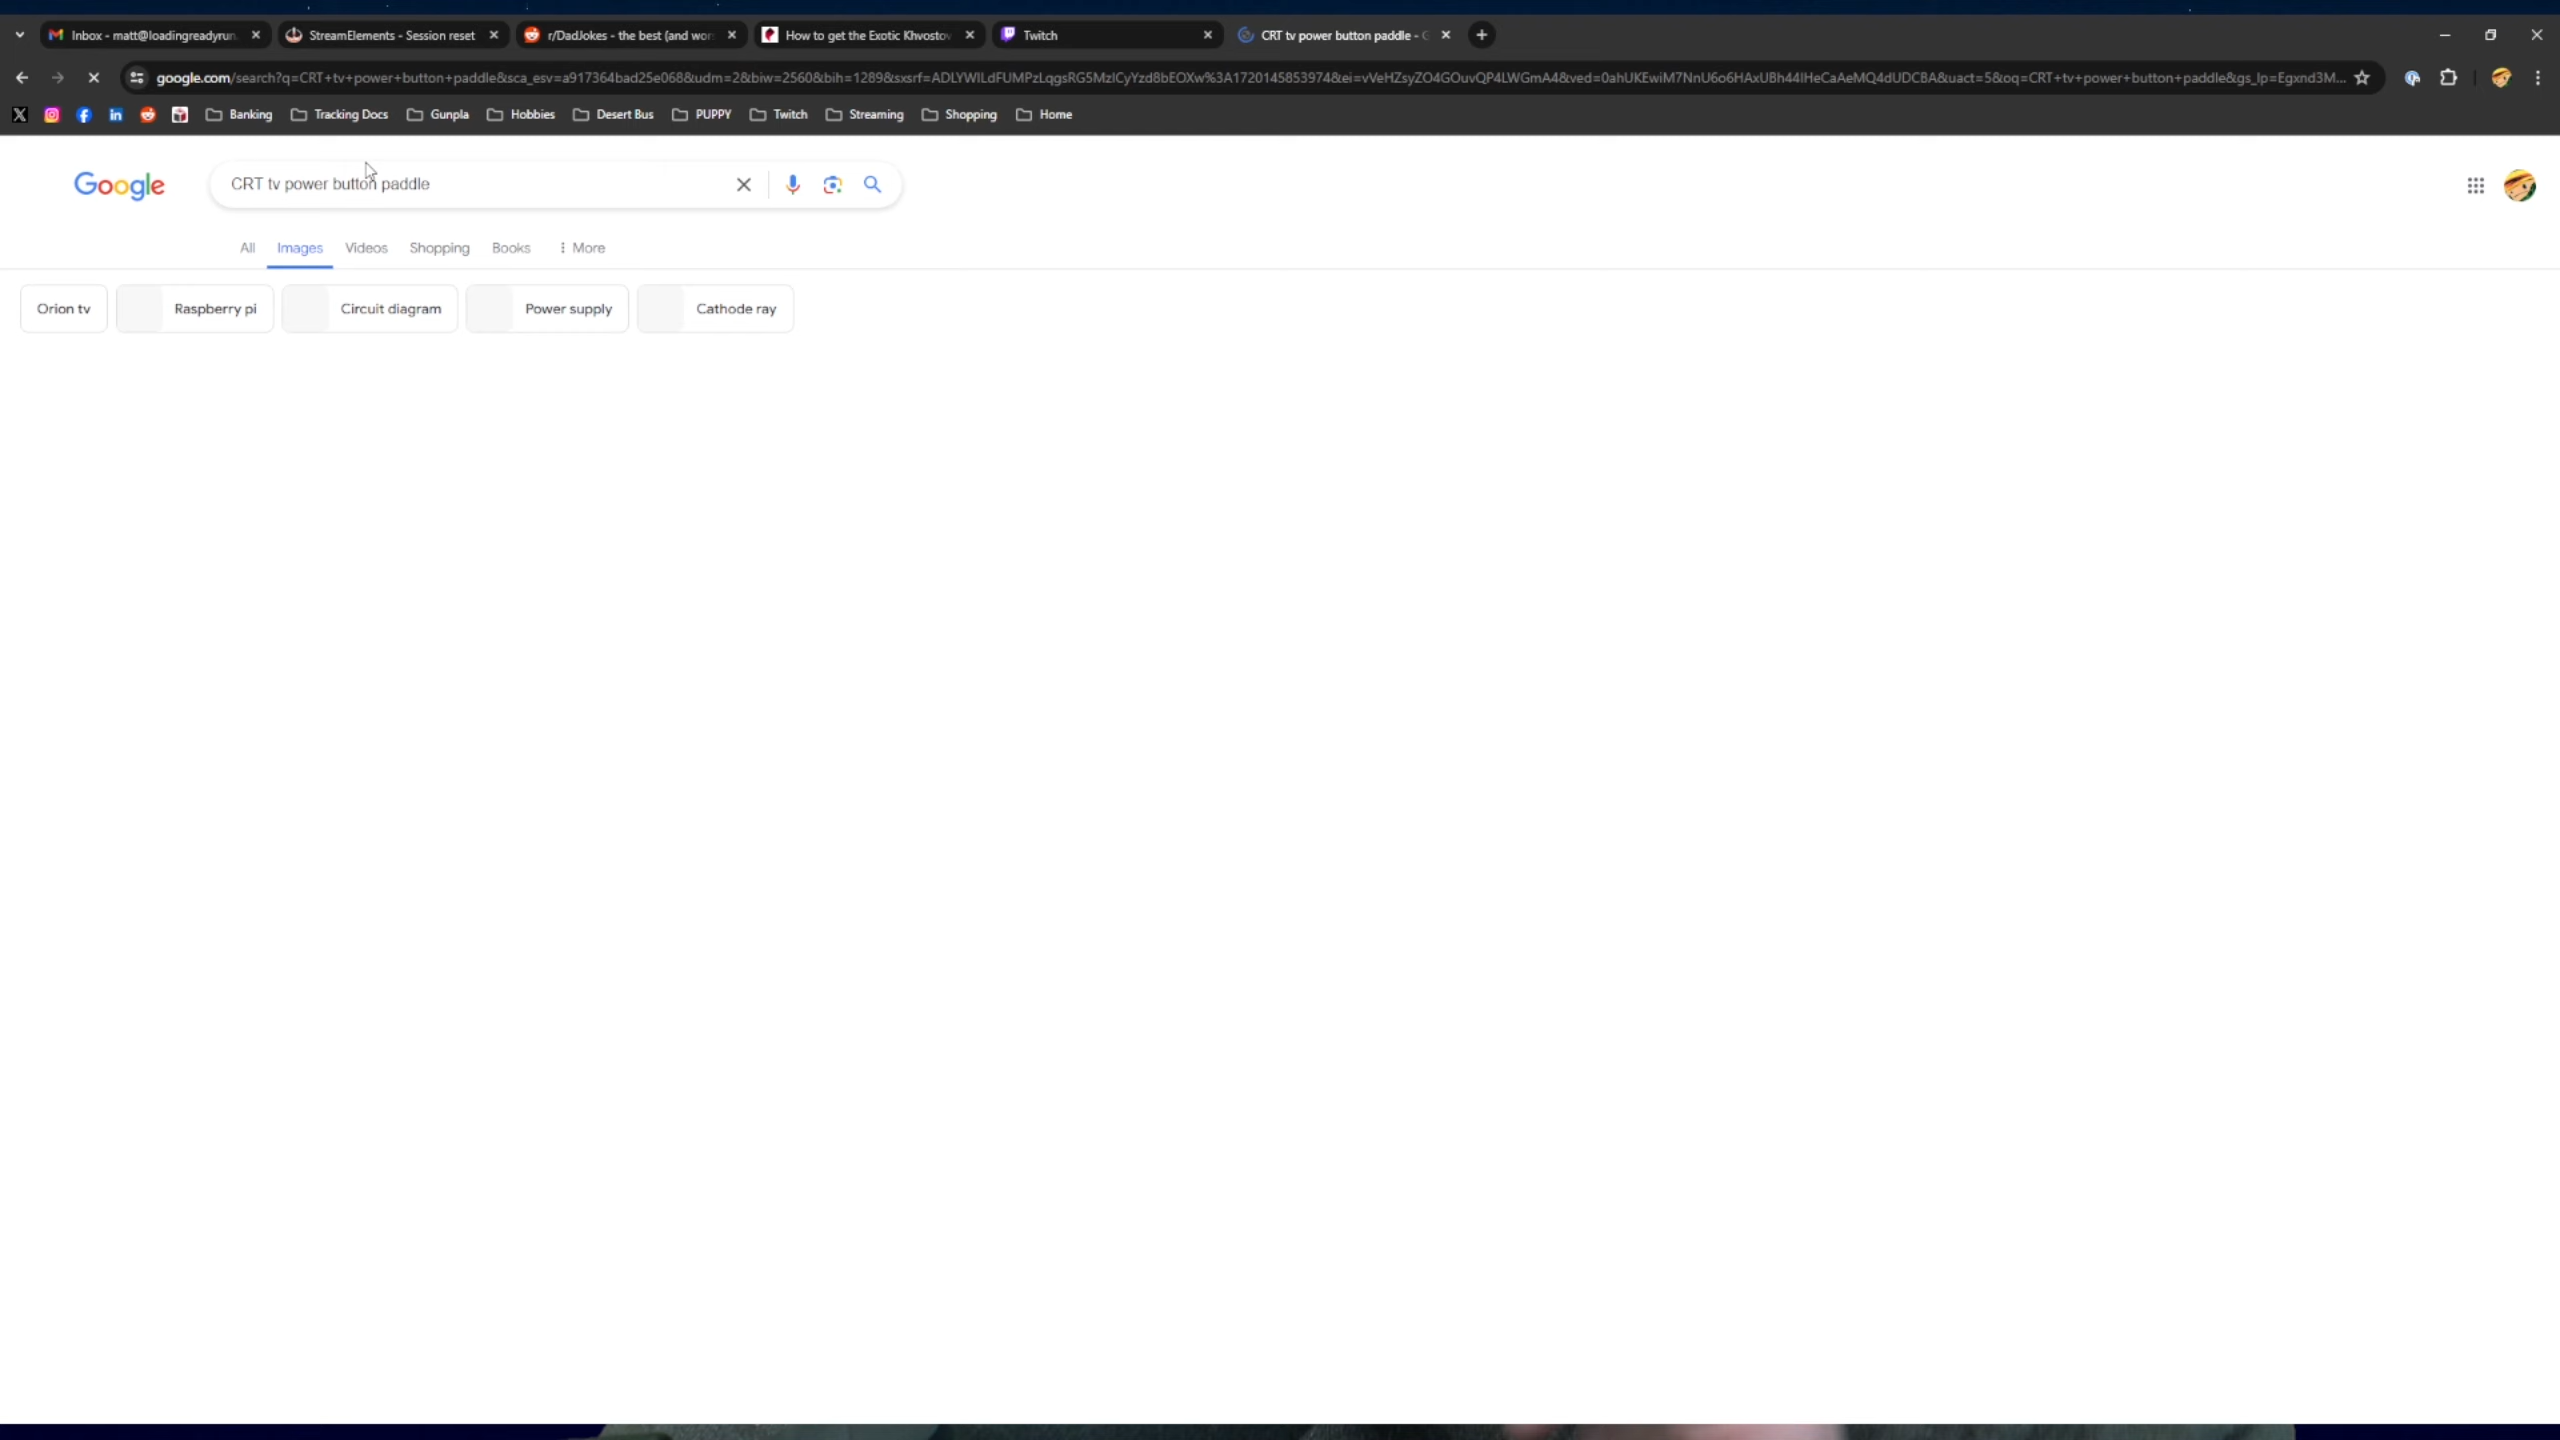 Inbox - matt@loadingreadyrun.
StreamElements - Session reset
r/DadJokes - the best (and wor
How to get the Exotic Khvostov
Twitch
CRT tv power button paddle - G
google.com/search?q=CRT+tv+power+button+paddle&sca_esv=a917364bad25e068&udm=2&biw=2560&bih=1289&sxsrf=ADLYWILdFUMPzLqgsRG5MzlCyYzd8bEOXw%3A1720145853974&ei=vVeHZsyZO4GOuvQP4LWGmA4&ved=0ahUKEwiM7NnU6o6HAxUBh44IHeCaAeMQ4dUDCBA&uact=5&oq=CRT+tv+power+button+paddle&gs_lp=Egxnd3M...
Banking
Tracking Docs
Gunpla
Hobbies
Desert Bus
PUPPY
Twitch
Streaming
Shopping
Home
Google
CRT tv power button paddle
All
Images
Videos
Shopping
Books
More
Orion tv
Raspberry pi
Circuit diagram
Power supply
Cathode ray